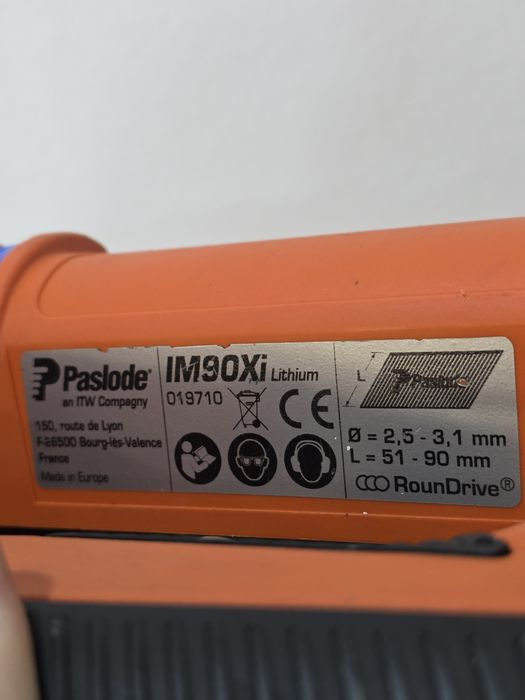 Paslode®
an ITW Compagny
150, route de Lyon
F-26500 Bourg-lès-Valence
France
Made in Europe
IM90Xi Lithium
019710
CE
L
Paslode
Ø = 2,5 - 3,1 mm
L = 51 - 90 mm
RounDrive®